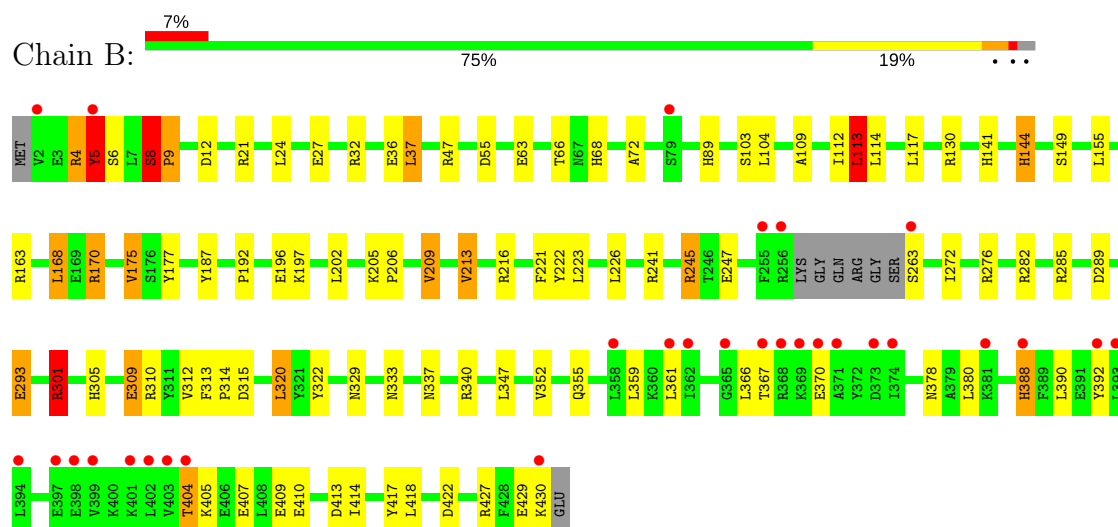 7%
Chain B:
75% 19% • • •
MET V2 E3 R4 Y5 S6 L7 S8 P9 D12 R21 L24 E27 R32 E36 L37 R47 D55 E63 T66 N67 H68 A72 S79 H89 S103 L104 A109 I112 L113 L114 L117 R130 H141 H144 S149 L155
R163 L168 E169 R170 V175 S176 Y177 Y187 P192 E196 K197 L202 K205 P206 V209 V213 R216 F221 Y222 L223 L226 R241 R245 T246 E247 F255 R256 LYS GLY GLN ARG GLY SER S263 I272 R276 R282 R285 D289
E293 R301 H305 E309 R310 Y311 V312 F313 P314 D315 L320 Y321 Y322 N329 N333 N337 R340 L347 V352 Q355 L358 L359 K360 L361 I362 G365 L366 T367 R368 K369 E370 A371 Y372 D373 I374 N378 A379 L380 K381 H388 F389 L390 E391 Y392 L393
L394 E397 E398 V399 K400 K401 L402 V403 T404 K405 E406 E407 L408 E409 E410 D413 I414 Y417 L418 D422 R427 F428 E429 K430 GLU